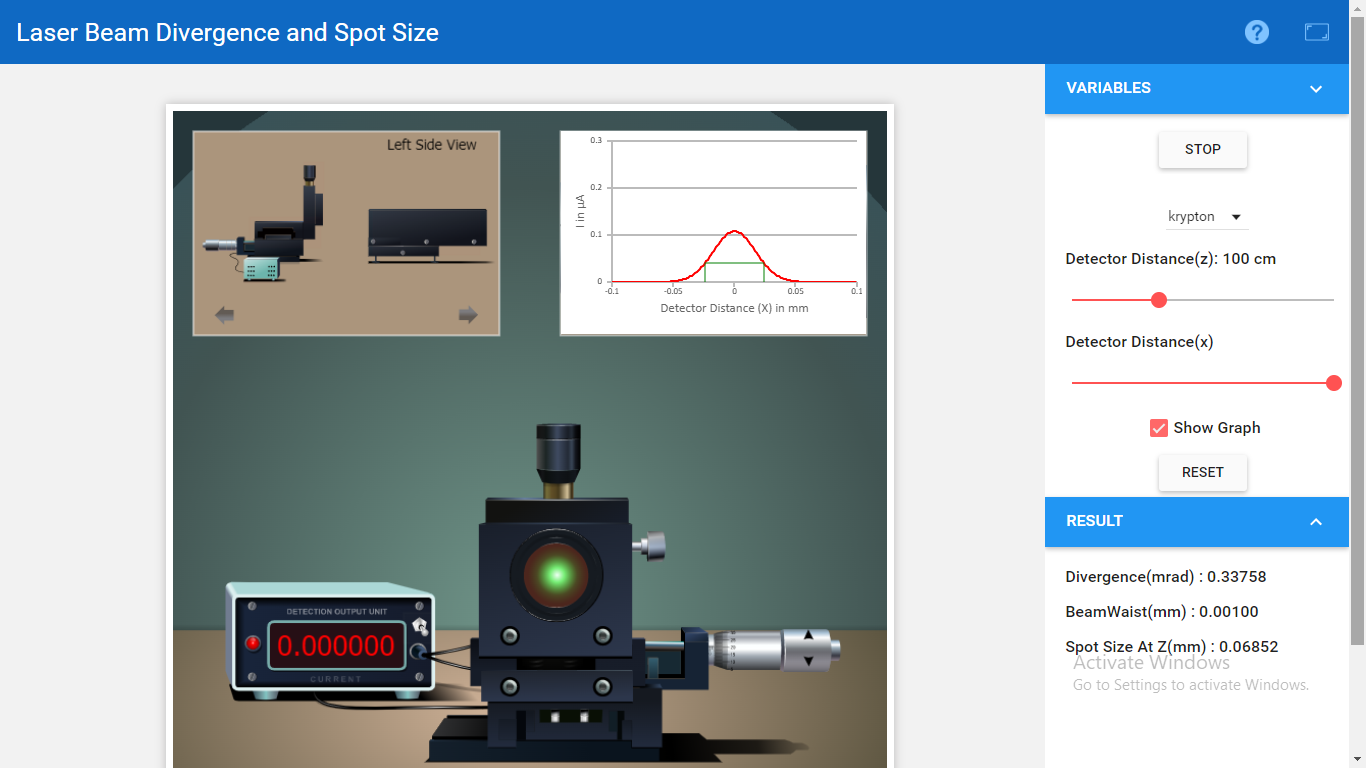 Laser Beam Divergence and Spot Size
?
VARIABLES
STOP
krypton
Detector Distance(z): 100 cm
Detector Distance(x)
Show Graph
RESET
RESULT
Divergence(mrad) : 0.33758
BeamWaist(mm) : 0.00100
Spot Size At Z(mm) : 0.06852
Activate Windows
Go to Settings to activate Windows.
Left Side View
0.3
0.2
0.1
0
I in μA
-0.1 -0.05 0 0.05 0.1
Detector Distance (X) in mm
DETECTION OUTPUT UNIT
0.000000
CURRENT